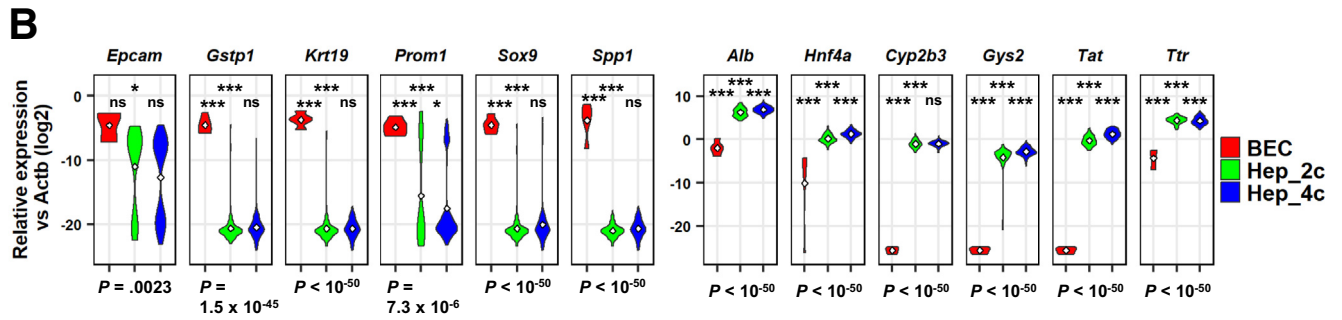 B
Epcam Gstp1 Krt19 Prom1 Sox9 Spp1 Alb Hnf4a Cyp2b3 Gys2 Tat Ttr
Relative expression
vs Actb (log2)
0
-10
-20
* *** *** *** *** *** *** *** *** *** *** ***
ns ns *** ns *** ns *** * *** ns *** ns *** *** *** *** *** ns *** *** *** *** *** ***
10
0
-10
-20
BEC
Hep_2c
Hep_4c
P = .0023 P = P < 10-50 P = P < 10-50 P < 10-50 P < 10-50 P < 10-50 P < 10-50 P < 10-50 P < 10-50 P < 10-50
1.5 x 10-45 7.3 x 10-6